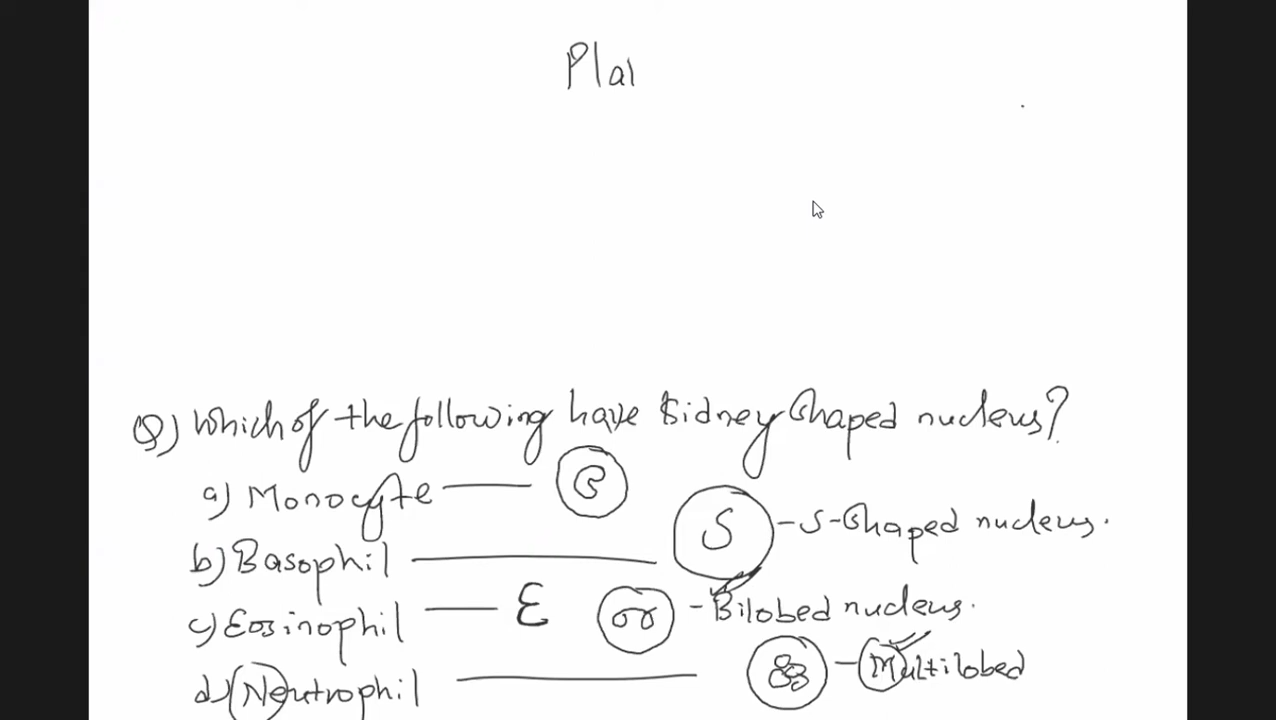 Plai
Q) Which of the following have kidney shaped nucleus?
a) Monocyte
S - S-shaped nucleus.
b) Basophil
c) Eosinophil — E - Bilobed nucleus.
d) Neutrophil - Multilobed